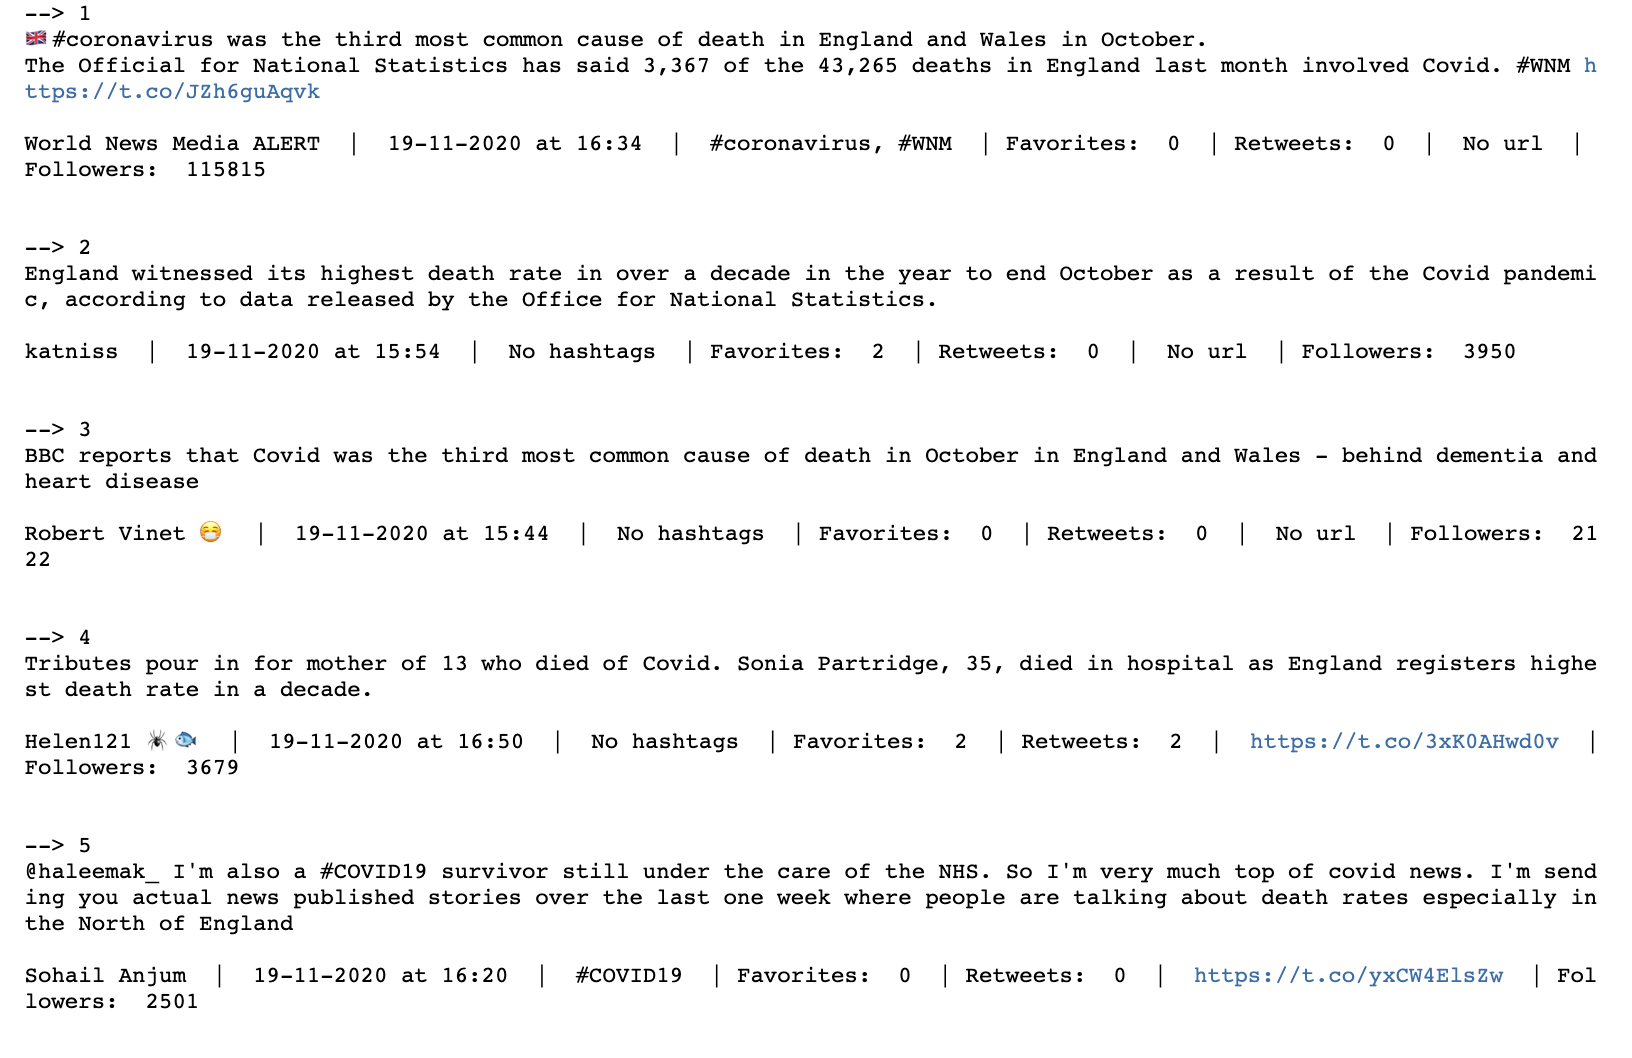 --> 1
🇬🇧 #coronavirus was the third most common cause of death in England and Wales in October.
The Official for National Statistics has said 3,367 of the 43,265 deaths in England last month involved Covid. #WNM h
ttps://t.co/JZh6guAqvk
World News Media ALERT | 19-11-2020 at 16:34 | #coronavirus, #WNM | Favorites: 0 | Retweets: 0 | No url |
Followers: 115815
--> 2
England witnessed its highest death rate in over a decade in the year to end October as a result of the Covid pandemi
c, according to data released by the Office for National Statistics.
katniss | 19-11-2020 at 15:54 | No hashtags | Favorites: 2 | Retweets: 0 | No url | Followers: 3950
--> 3
BBC reports that Covid was the third most common cause of death in October in England and Wales - behind dementia and
heart disease
Robert Vinet 😷 | 19-11-2020 at 15:44 | No hashtags | Favorites: 0 | Retweets: 0 | No url | Followers: 21
22
--> 4
Tributes pour in for mother of 13 who died of Covid. Sonia Partridge, 35, died in hospital as England registers highe
st death rate in a decade.
Helen121 🕷🐟 | 19-11-2020 at 16:50 | No hashtags | Favorites: 2 | Retweets: 2 | https://t.co/3xK0AHwd0v |
Followers: 3679
--> 5
@haleemak_ I'm also a #COVID19 survivor still under the care of the NHS. So I'm very much top of covid news. I'm send
ing you actual news published stories over the last one week where people are talking about death rates especially in
the North of England
Sohail Anjum | 19-11-2020 at 16:20 | #COVID19 | Favorites: 0 | Retweets: 0 | https://t.co/yxCW4ElsZw | Fol
lowers: 2501